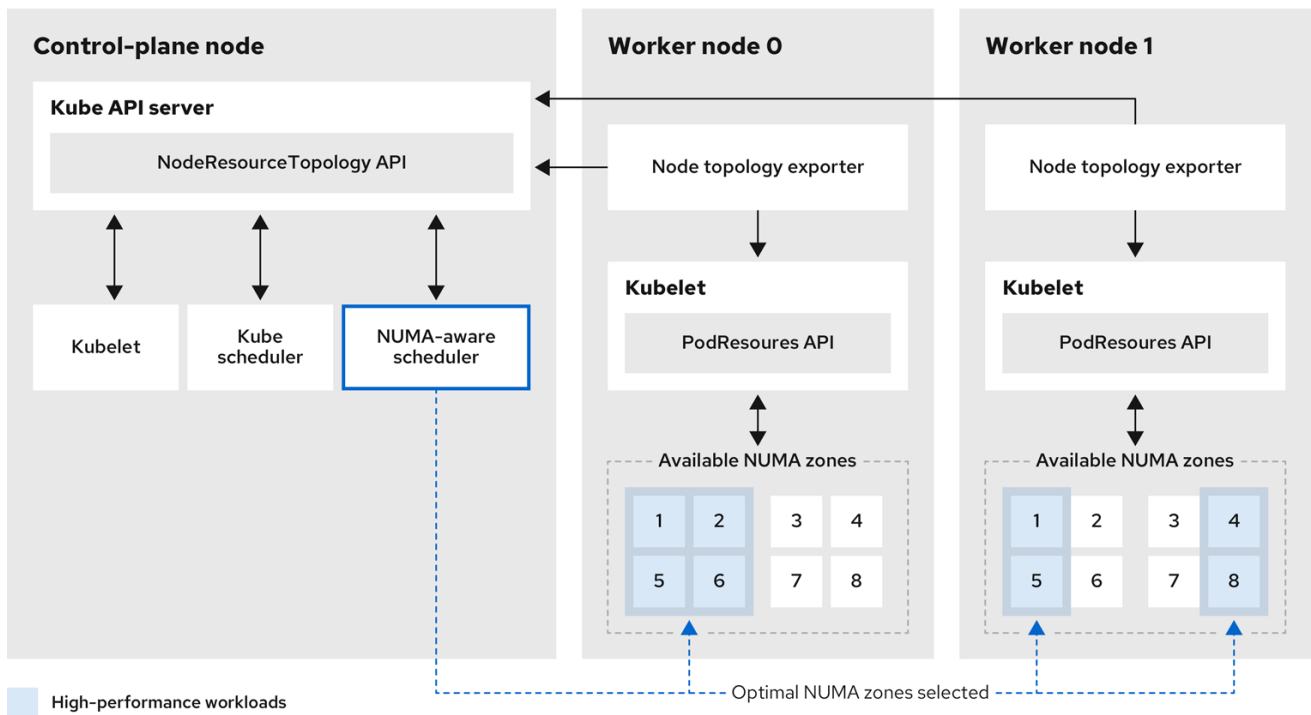 Control-plane node
Kube API server
NodeResourceTopology API
Kubelet
Kube
scheduler
NUMA-aware
scheduler
Worker node 0
Node topology exporter
Kubelet
PodResoures API
Available NUMA zones
1 2 3 4
5 6 7 8
Worker node 1
Node topology exporter
Kubelet
PodResoures API
Available NUMA zones
1 2 3 4
5 6 7 8
Optimal NUMA zones selected
High-performance workloads